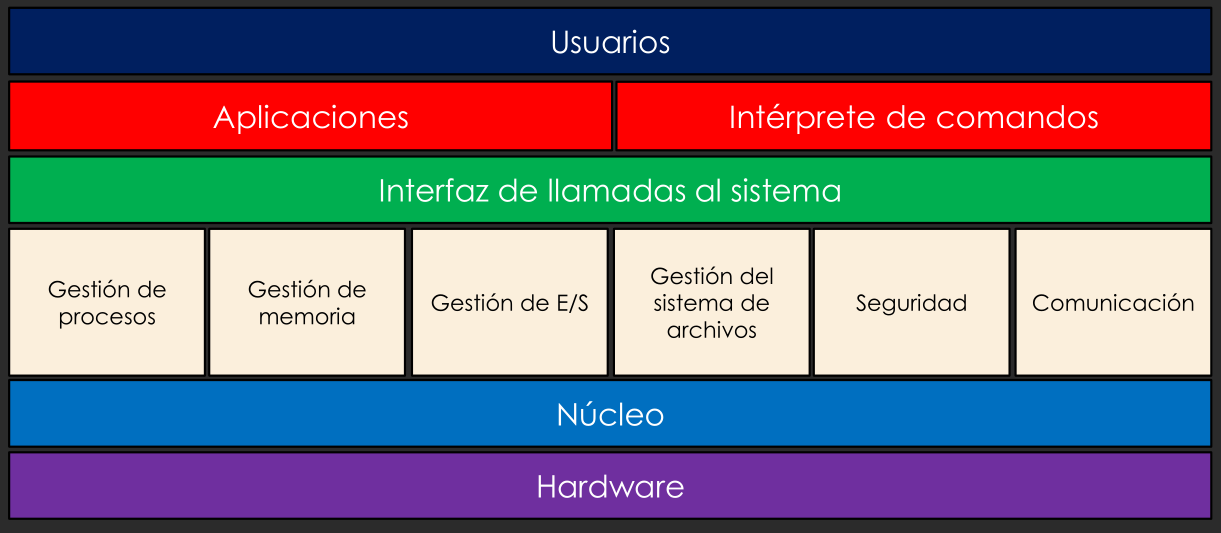 Usuarios
Aplicaciones
Intérprete de comandos
Interfaz de llamadas al sistema
Gestión de
procesos
Gestión de
memoria
Gestión de E/S
Gestión del
sistema de
archivos
Seguridad
Comunicación
Núcleo
Hardware